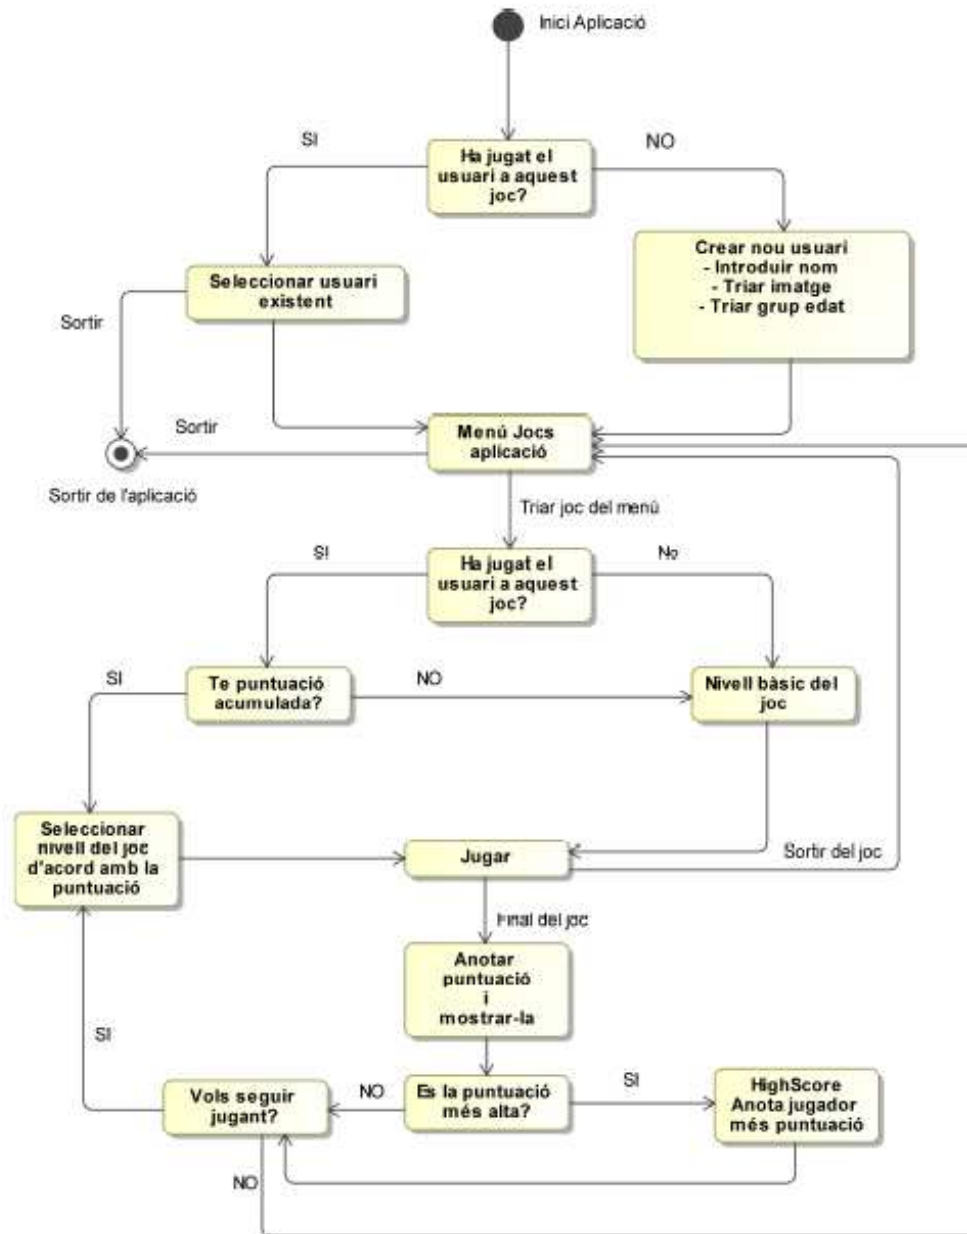 Inici Aplicació
SI
NO
Ha jugat el
usuari a aquest
joc?
Crear nou usuari
- Introduir nom
- Triar imatge
- Triar grup edat
Seleccionar usuari
existent
Sortir
Sortir
Menú Jocs
aplicació
Sortir de l'aplicació
Triar joc del menú
SI
No
Ha jugat el
usuari a aquest
joc?
SI
Te puntuació
acumulada?
NO
Nivell bàsic del
joc
Seleccionar
nivell del joc
d'acord amb la
puntuació
Jugar
Sortir del joc
Final del joc
Anotar
puntuació
i
mostrar-la
SI
Vols seguir
jugant?
NO
Es la puntuació
més alta?
SI
HighScore
Anota jugador
més puntuació
NO